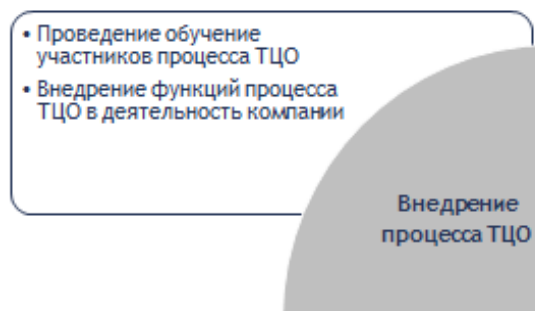 • Проведение обучение
участников процесса ТЦО
• Внедрение функций процесса
ТЦО в деятельность компании
Внедрение
процесса ТЦО